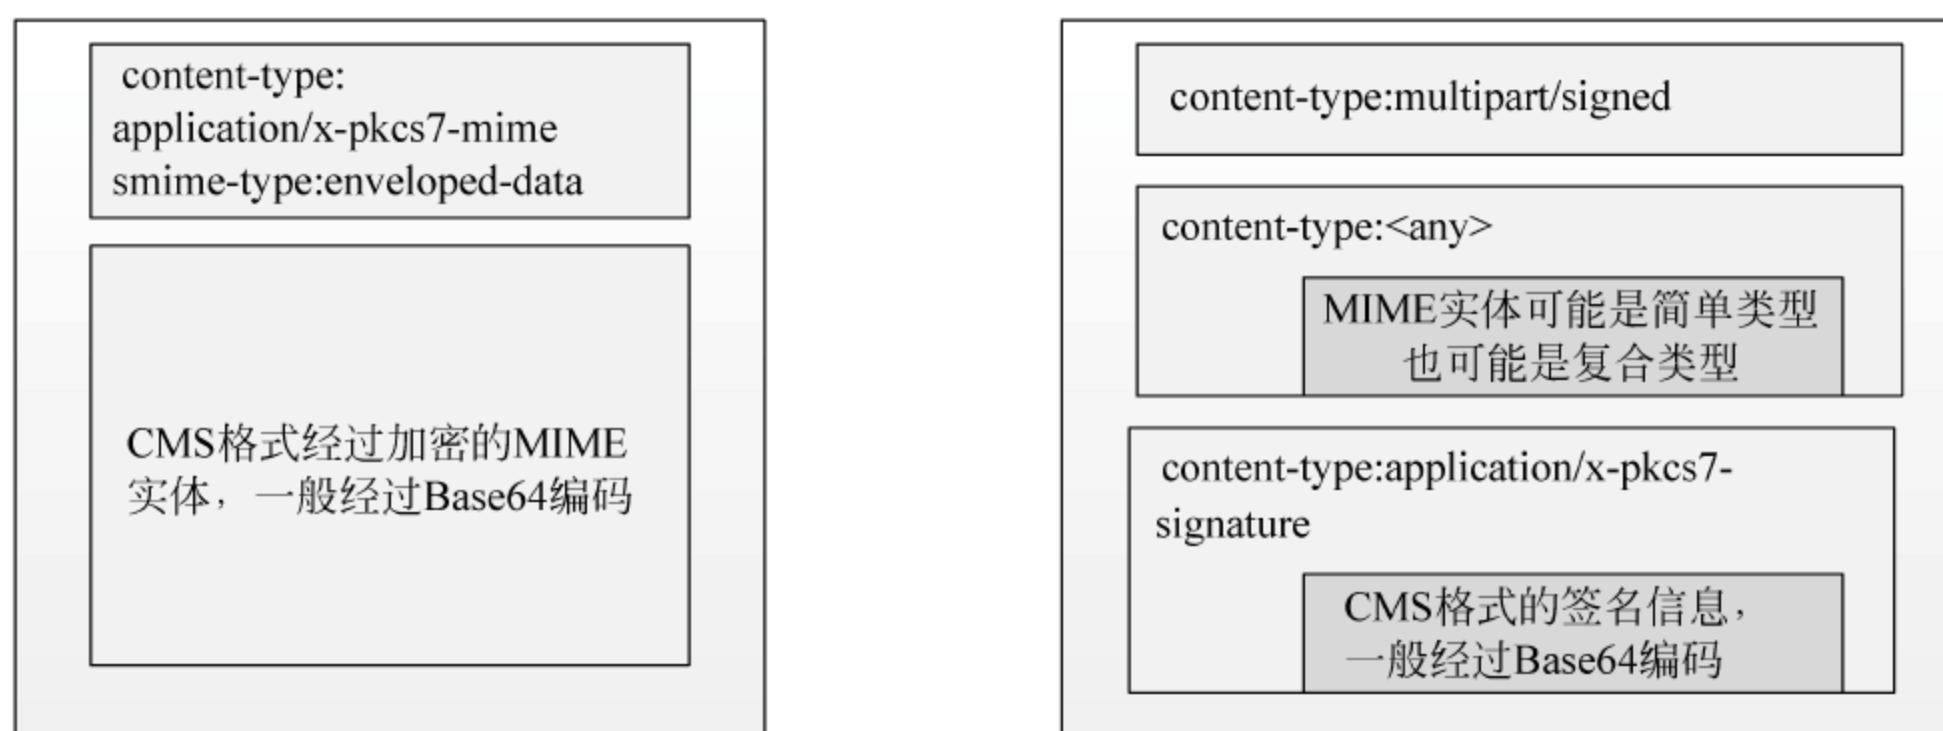 content-type:
application/x-pkcs7-mime
smime-type:enveloped-data
CMS格式经过加密的MIME
实体，一般经过Base64编码
content-type:multipart/signed
content-type:<any>
MIME实体可能是简单类型
也可能是复合类型
content-type:application/x-pkcs7-
signature
CMS格式的签名信息，
一般经过Base64编码